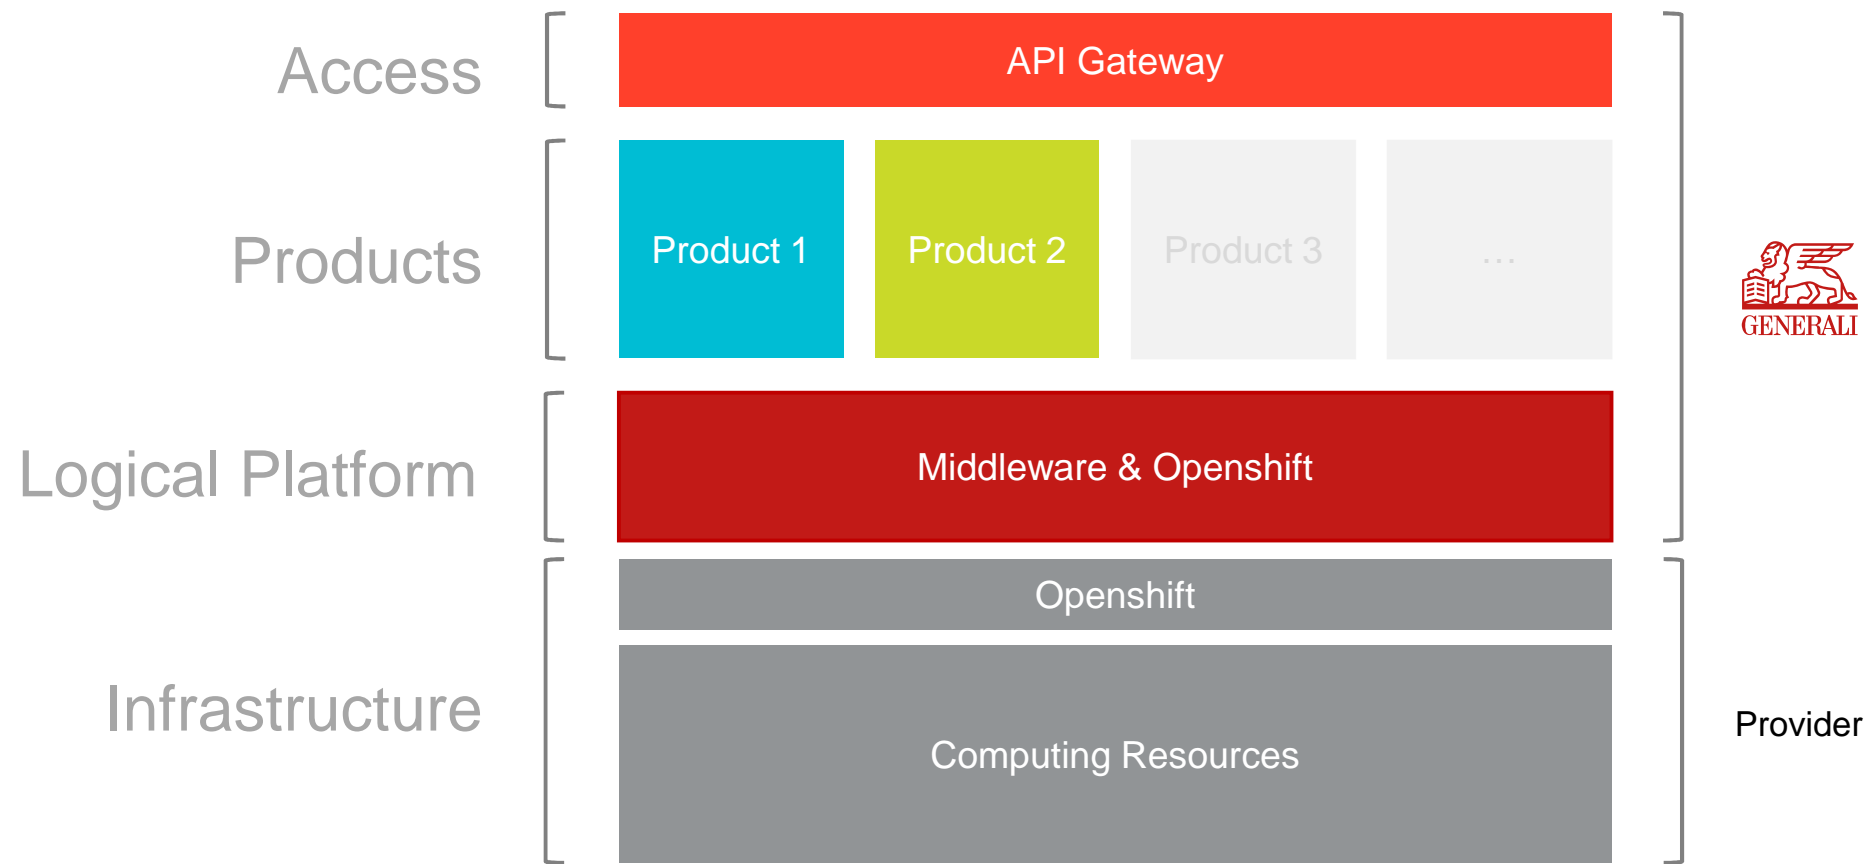 Access
API Gateway
Products
Product 1
Product 2
Product 3
...
GENERALI
Logical Platform
Middleware & Openshift
Infrastructure
Openshift
Computing Resources
Provider